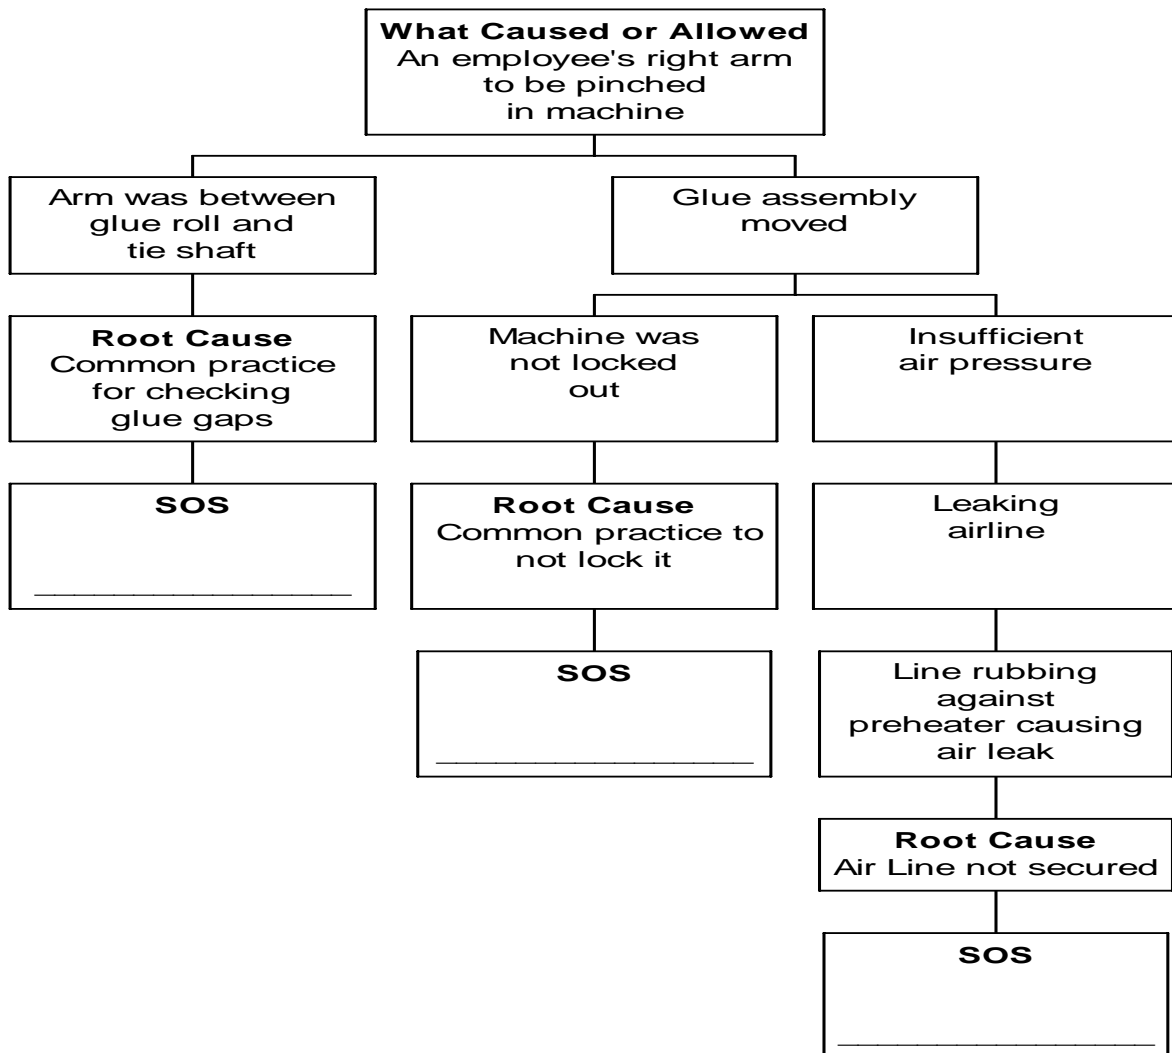 What Caused or Allowed
An employee's right arm
to be pinched
in machine
Arm was between
glue roll and
tie shaft
Glue assembly
moved
Root Cause
Common practice
for checking
glue gaps
Machine was
not locked
out
Insufficient
air pressure
SOS
________________
Root Cause
Common practice to
not lock it
Leaking
airline
SOS
________________
Line rubbing
against
preheater causing
air leak
Root Cause
Air Line not secured
SOS
________________